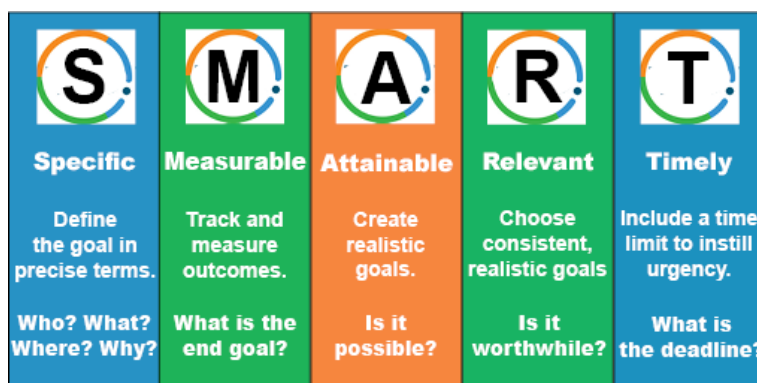 S
Specific
Define
the goal in
precise terms.
Who? What?
Where? Why?
M
Measurable
Track and
measure
outcomes.
What is the
end goal?
A
Attainable
Create
realistic
goals.
Is it
possible?
R
Relevant
Choose
consistent,
realistic goals
Is it
worthwhile?
T
Timely
Include a time
limit to instill
urgency.
What is
the deadline?